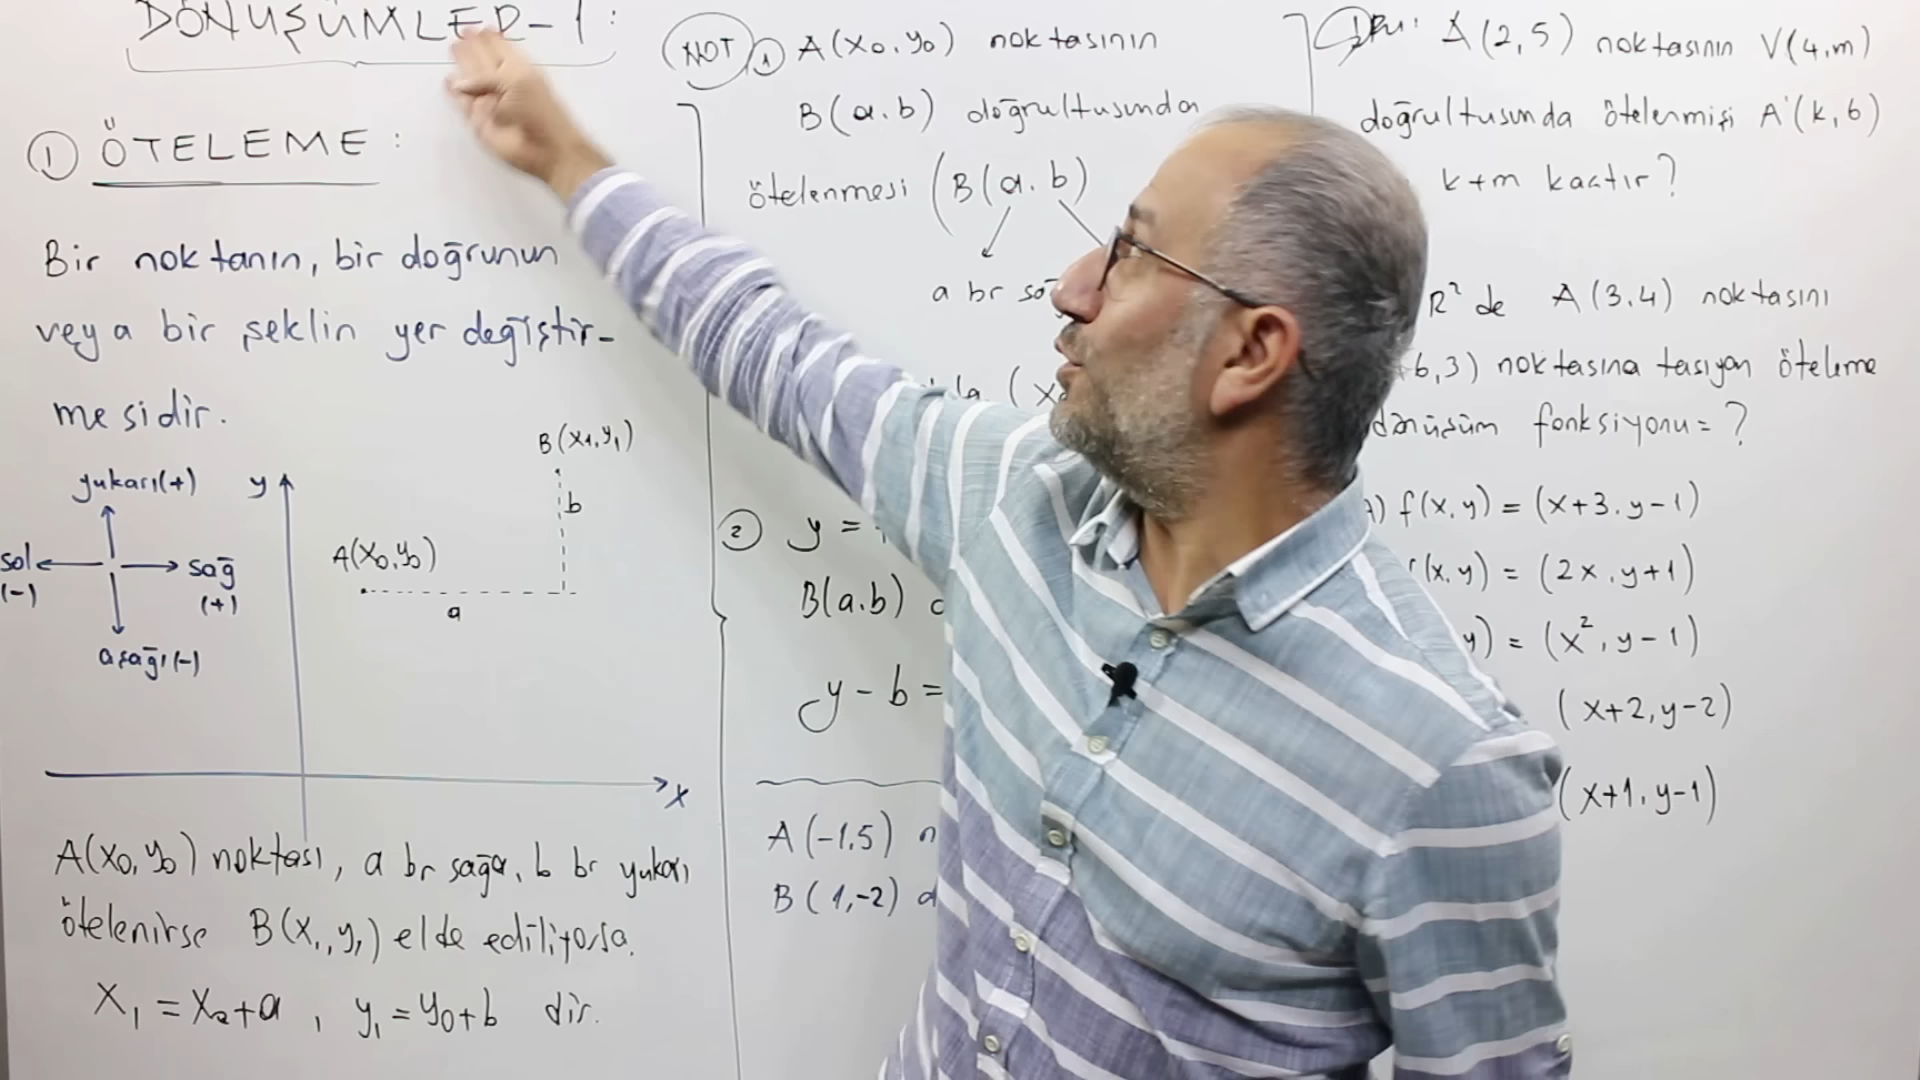 DÖNÜŞÜMLER-1:
① ÖTELEME:
Bir noktanın, bir doğrunun
veya bir şeklin yer değiştir-
mesidir.
yukarı(+)
sol
(-)
sağ
(+)
aşağı(-)
y
x
A(x₀,y₀)
a
b
B(x₁,y₁)
A(x₀,y₀) noktası, a br sağa, b br yukarı
ötelenirse B(x₁,y₁) elde ediliyorsa.
x₁=x₀+a, y₁=y₀+b dir.
NOT ① A(x₀,y₀) noktasının
B(a.b) doğrultusunda
ötelenmesi (B(a.b)
a br
(x
② y =
B(a.b)
y-b=
A(-1,5)
B(1,-2)
A(2,5) noktasının V(4,m)
doğrultusunda ötelenmişi A'(k,6)
k+m kaçtır?
R² de A(3.4) noktasını
6,3) noktasına taşıyan öteleme
dönüşüm fonksiyonu=?
A) f(x,y)=(x+3.y-1)
(x.y)=(2x,y+1)
y)=(x²,y-1)
(x+2,y-2)
(x+1,y-1)